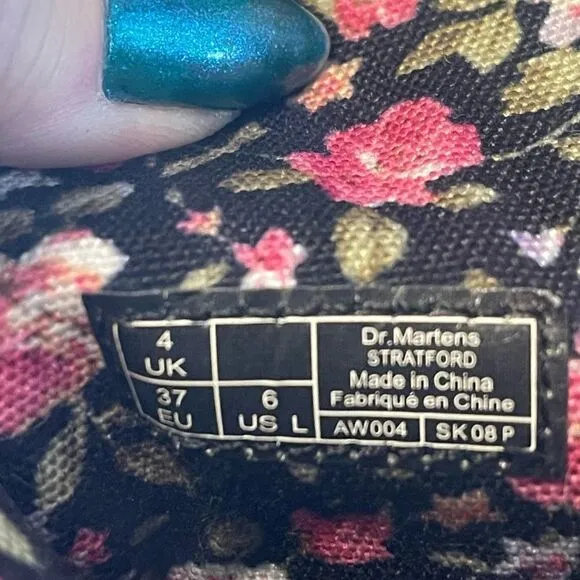 4
UK
37
EU
6
US L
Dr.Martens
STRATFORD
Made in China
Fabriqué en Chine
AW004
SK 08 P